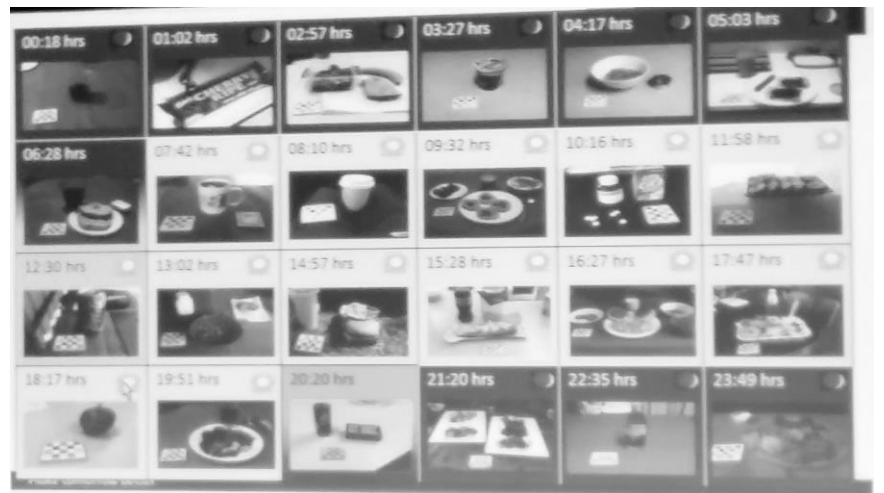 00:18 hrs 01:02 hrs 02:57 hrs 03:27 hrs 04:17 hrs 05:03 hrs
06:28 hrs 07:42 hrs 08:10 hrs 09:32 hrs 10:16 hrs 11:58 hrs
12:30 hrs 13:02 hrs 14:57 hrs 15:28 hrs 16:27 hrs 17:47 hrs
18:17 hrs 19:51 hrs 20:20 hrs 21:20 hrs 22:35 hrs 23:49 hrs